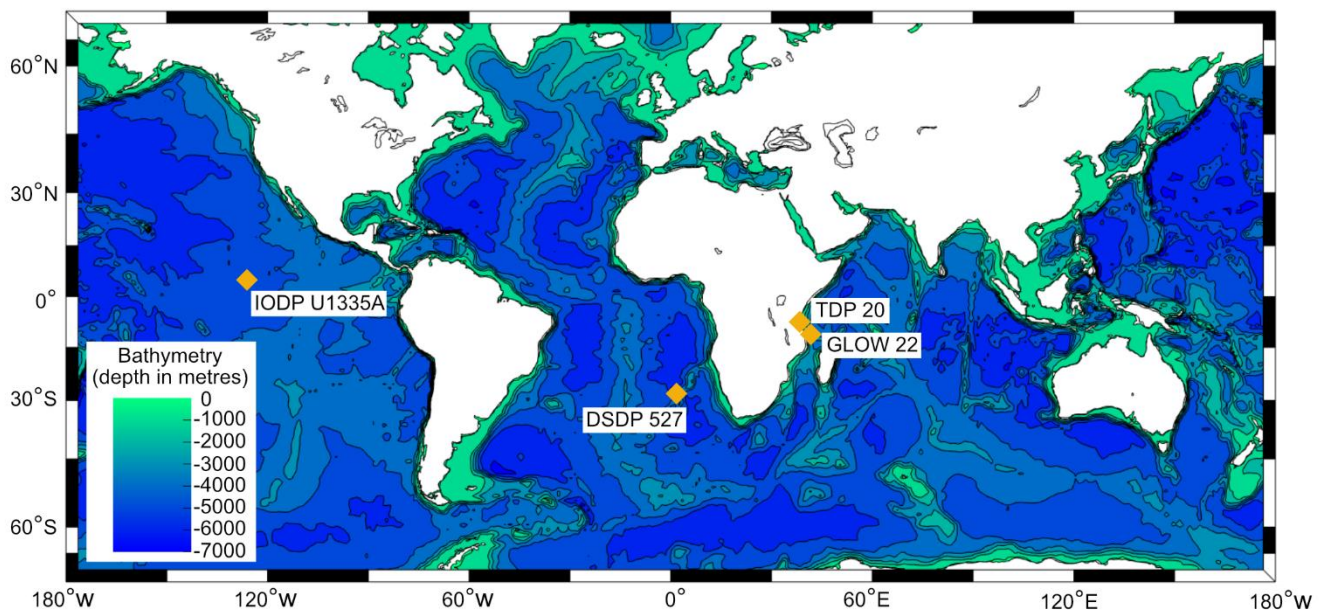 60°N
30°N
0°
30°S
60°S
IODP U1335A
TDP 20
GLOW 22
DSDP 527
Bathymetry
(depth in metres)
0
-1000
-2000
-3000
-4000
-5000
-6000
-7000
180°W
120°W
60°W
0°
60°E
120°E
180°W